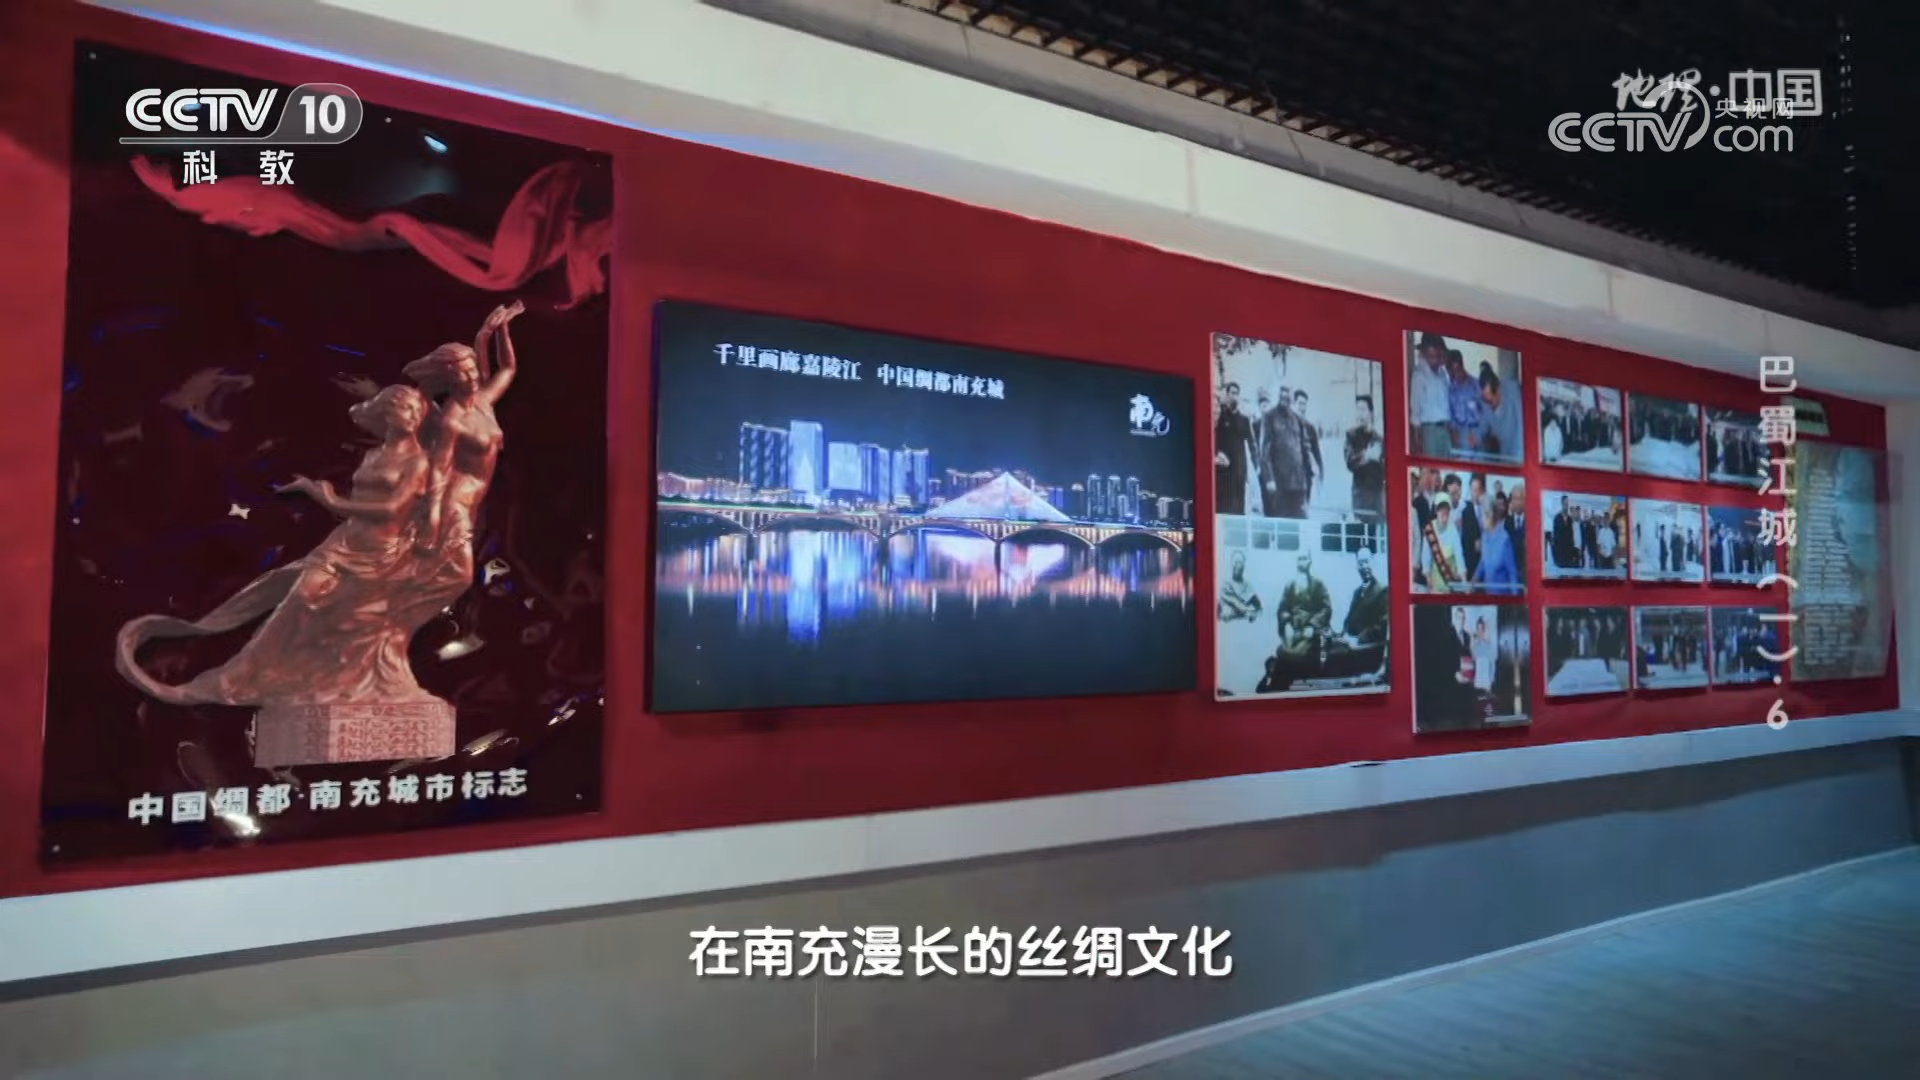 CCTV 10
科 教
地理·中国
央视网
CCTV com
千里画廊嘉陵江 中国绸都南充城
南充
巴蜀江城（一）·6
中国绸都·南充城市标志
在南充漫长的丝绸文化